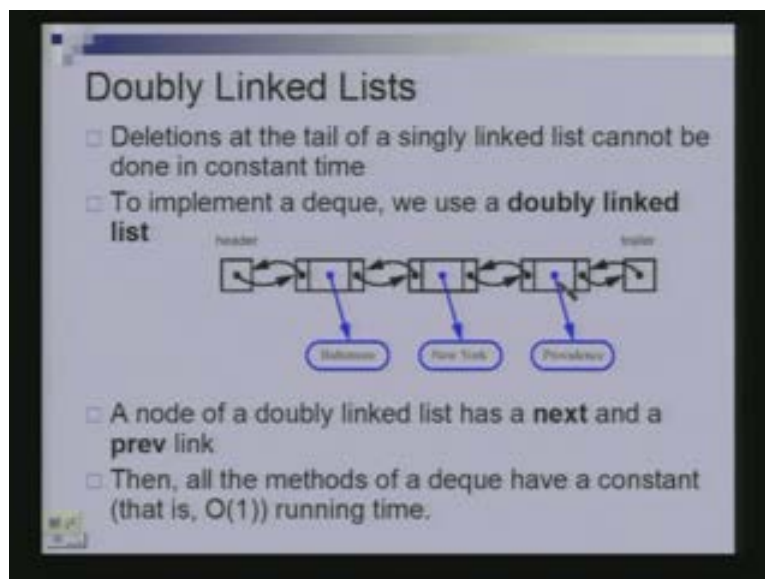 Doubly Linked Lists
Deletions at the tail of a singly linked list cannot be
done in constant time
To implement a deque, we use a doubly linked
list
header
trailer
Baltimore
New York
Providence
A node of a doubly linked list has a next and a
prev link
Then, all the methods of a deque have a constant
(that is, O(1)) running time.